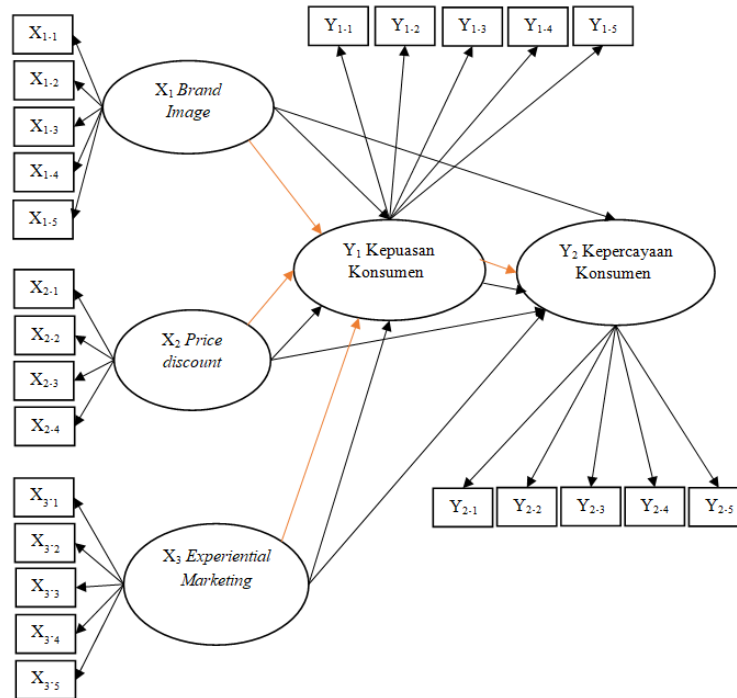 X1-1
X1-2
X1-3
X1-4
X1-5
X1 Brand
Image
Y1-1
Y1-2
Y1-3
Y1-4
Y1-5
Y1 Kepuasan
Konsumen
Y2 Kepercayaan
Konsumen
X2-1
X2-2
X2-3
X2-4
X2 Price
discount
X3-1
X3-2
X3-3
X3-4
X3-5
X3 Experiential
Marketing
Y2-1
Y2-2
Y2-3
Y2-4
Y2-5